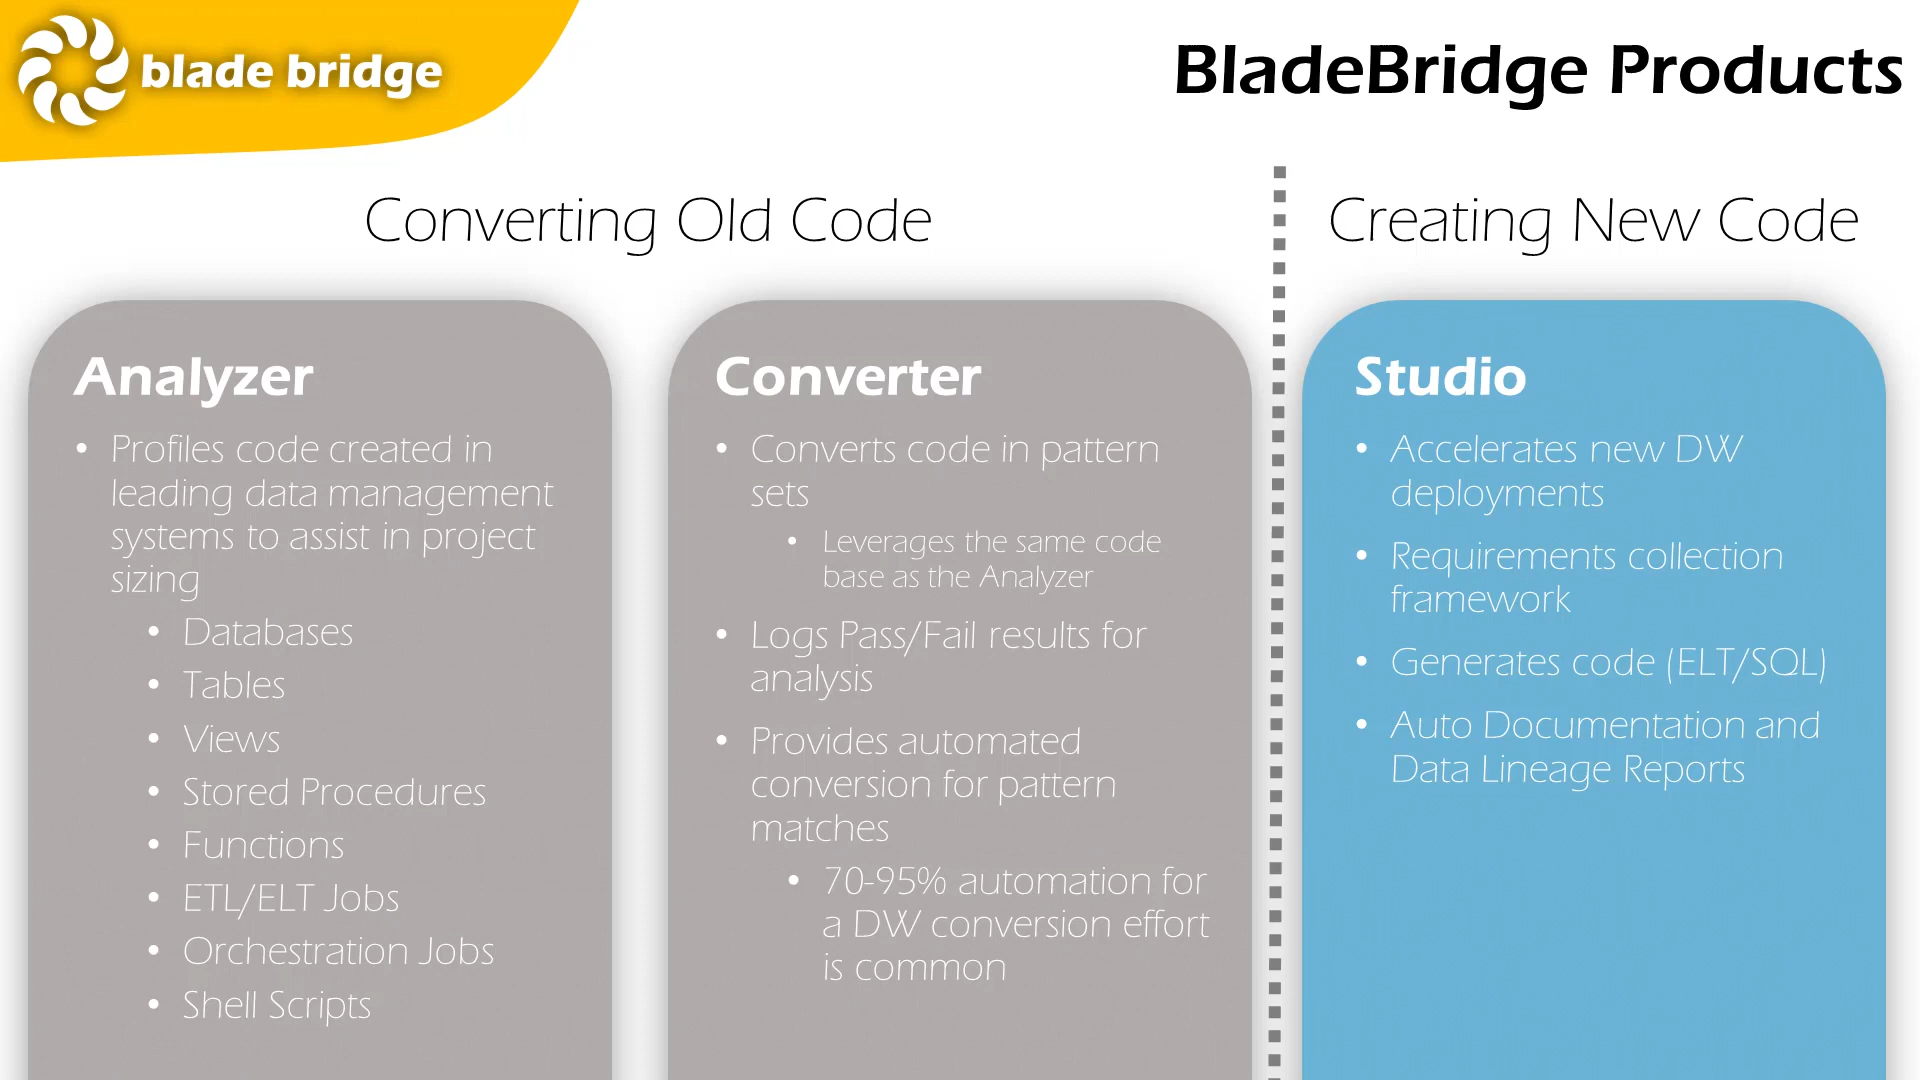 blade bridge
BladeBridge Products
Converting Old Code
Creating New Code
Analyzer
• Profiles code created in
leading data management
systems to assist in project
sizing
• Databases
• Tables
• Views
• Stored Procedures
• Functions
• ETL/ELT Jobs
• Orchestration Jobs
• Shell Scripts
Converter
• Converts code in pattern
sets
• Leverages the same code
base as the Analyzer
• Logs Pass/Fail results for
analysis
• Provides automated
conversion for pattern
matches
• 70-95% automation for
a DW conversion effort
is common
Studio
• Accelerates new DW
deployments
• Requirements collection
framework
• Generates code (ELT/SQL)
• Auto Documentation and
Data Lineage Reports